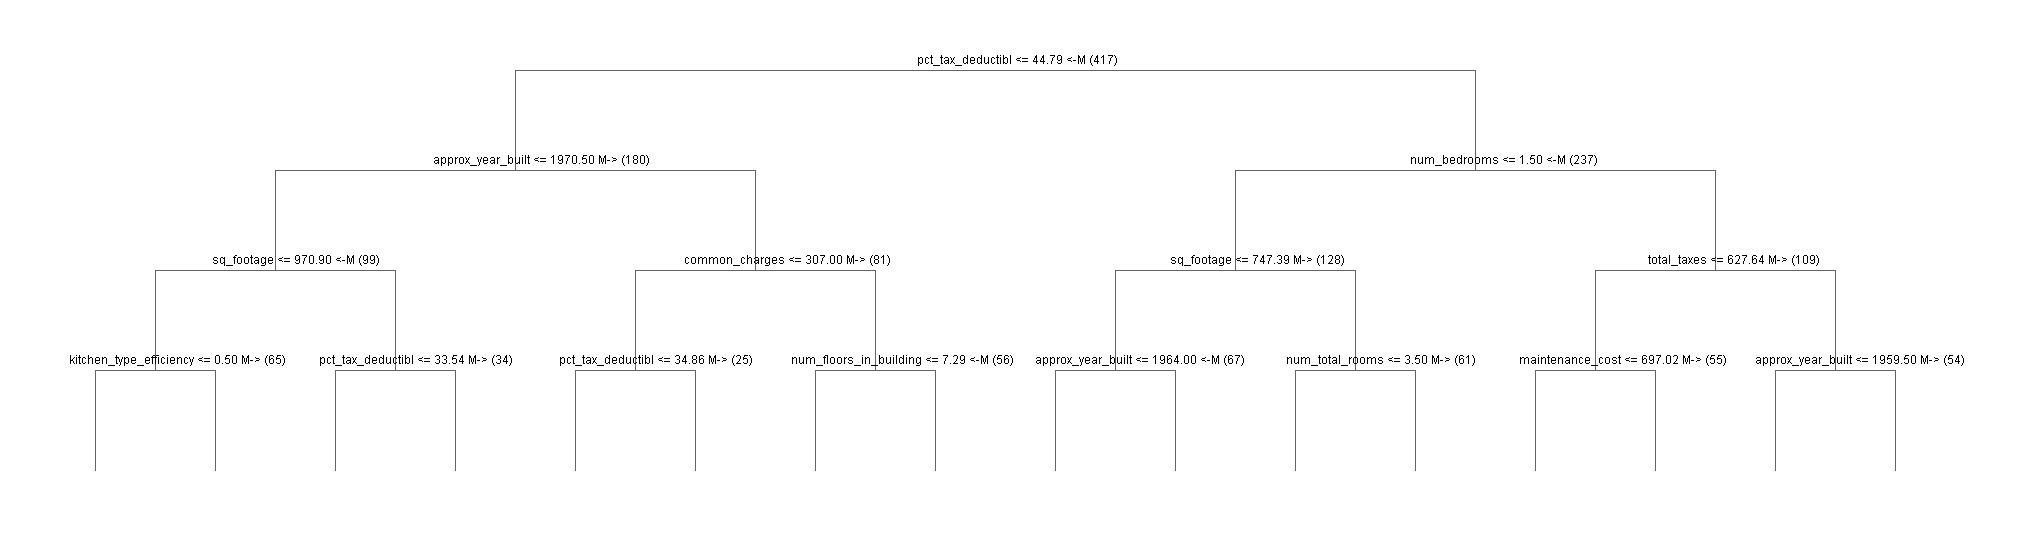 pct_tax_deductibl <= 44.79 <-M (417)
approx_year_built <= 1970.50 M-> (180)
num_bedrooms <= 1.50 <-M (237)
sq_footage <= 970.90 <-M (99)
common_charges <= 307.00 M-> (81)
sq_footage <= 747.39 M-> (128)
total_taxes <= 627.64 M-> (109)
kitchen_type_efficiency <= 0.50 M-> (65)
pct_tax_deductibl <= 33.54 M-> (34)
pct_tax_deductibl <= 34.86 M-> (25)
num_floors_in_building <= 7.29 <-M (56)
approx_year_built <= 1964.00 <-M (67)
num_total_rooms <= 3.50 M-> (61)
maintenance_cost <= 697.02 M-> (55)
approx_year_built <= 1959.50 M-> (54)